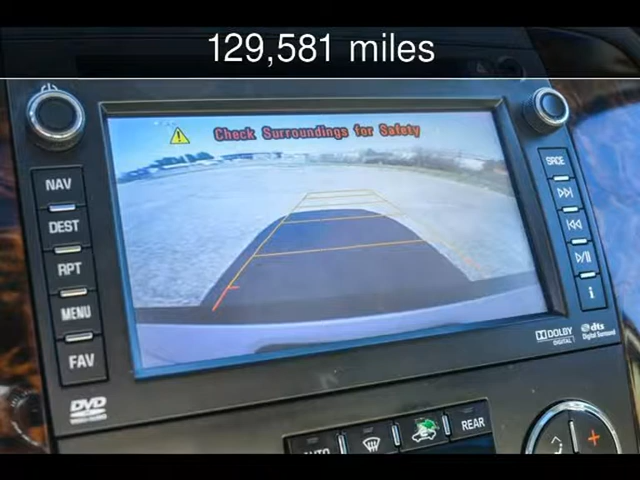 129,581 miles
Check Surroundings for Safety
NAV
DEST
RPT
MENU
FAV
DVD
SRCE
i
DOLBY
DIGITAL
dts
Digital Surround
AUTO
REAR